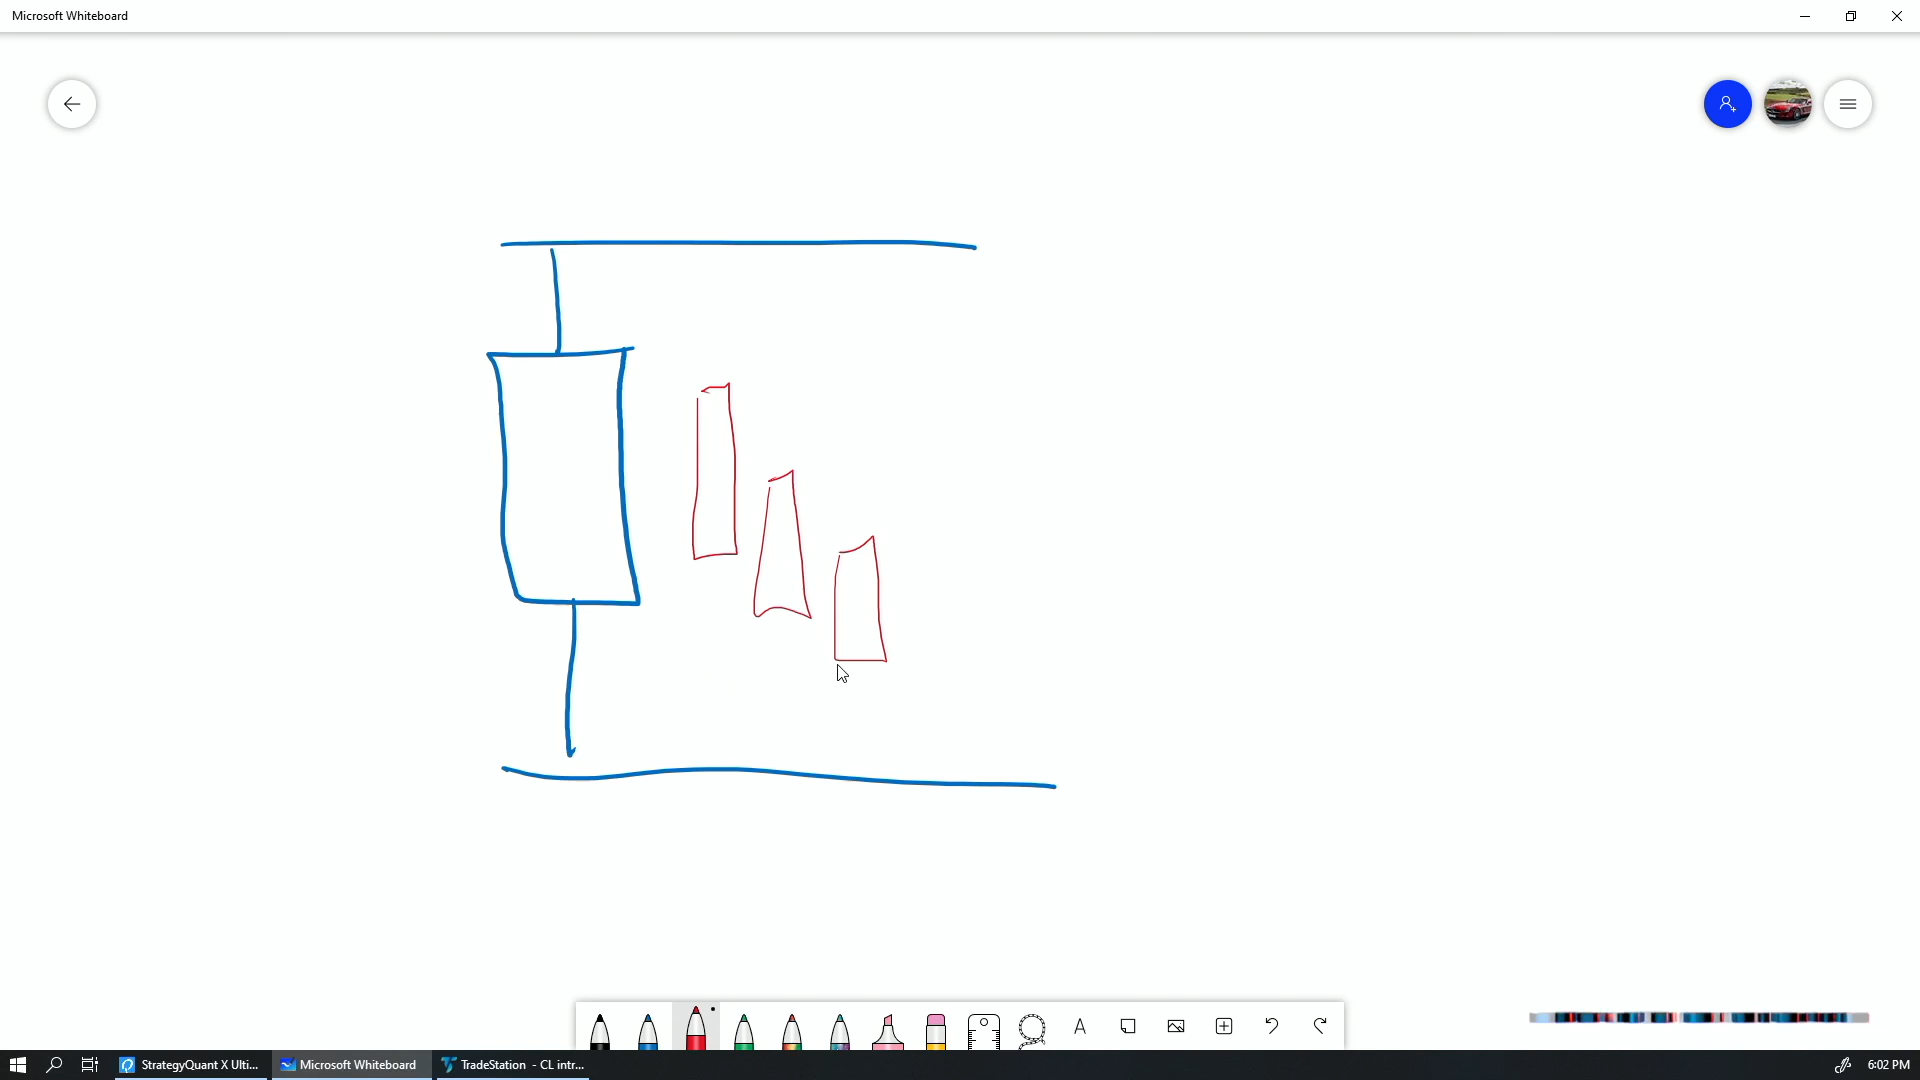 Microsoft Whiteboard
A
StrategyQuant X Ulti...
Microsoft Whiteboard
TradeStation - CL intr...
6:02 PM